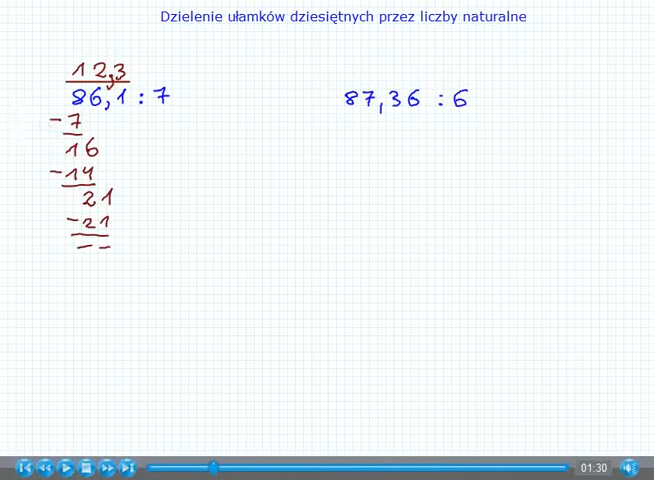 Dzielenie ułamków dziesiętnych przez liczby naturalne
12,3
86,1 : 7
-7
16
-14
21
-21
--
87,36 : 6
01:30